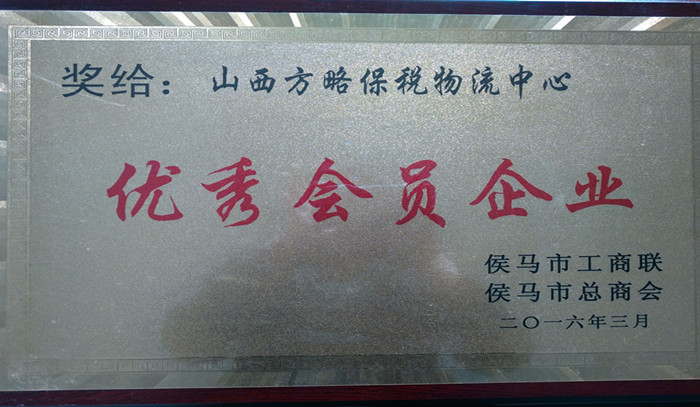 奖给：山西方略保税物流中心
优秀会员企业
侯马市工商联
侯马市总商会
二〇一六年三月